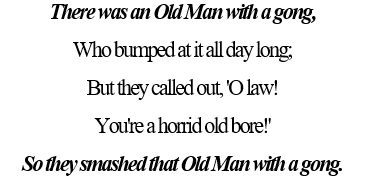 There was an Old Man with a gong,
Who bumped at it all day long;
But they called out, 'O law!
You're a horrid old bore!'
So they smashed that Old Man with a gong.